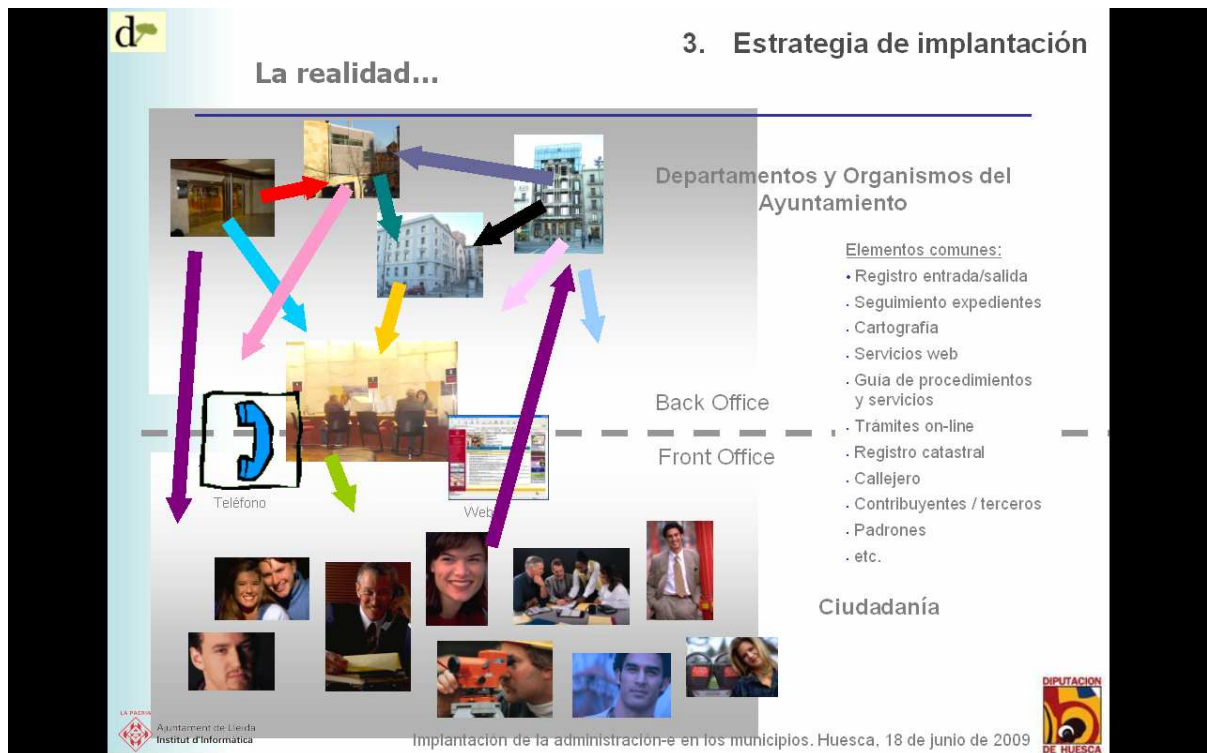 d
3. Estrategia de implantación
La realidad...
Departamentos y Organismos del
Ayuntamiento
Elementos comunes:
• Registro entrada/salida
. Seguimiento expedientes
. Cartografía
. Servicios web
. Guía de procedimientos
y servicios
. Trámites on-line
. Registro catastral
. Callejero
. Contribuyentes / terceros
. Padrones
. etc.
Back Office
Front Office
Teléfono
Web
Ciudadanía
LA PAERIA
Ajuntament de Lleida
Institut d'Informàtica
Implantación de la administración-e en los municipios. Huesca, 18 de junio de 2009
DIPUTACION
DE HUESCA